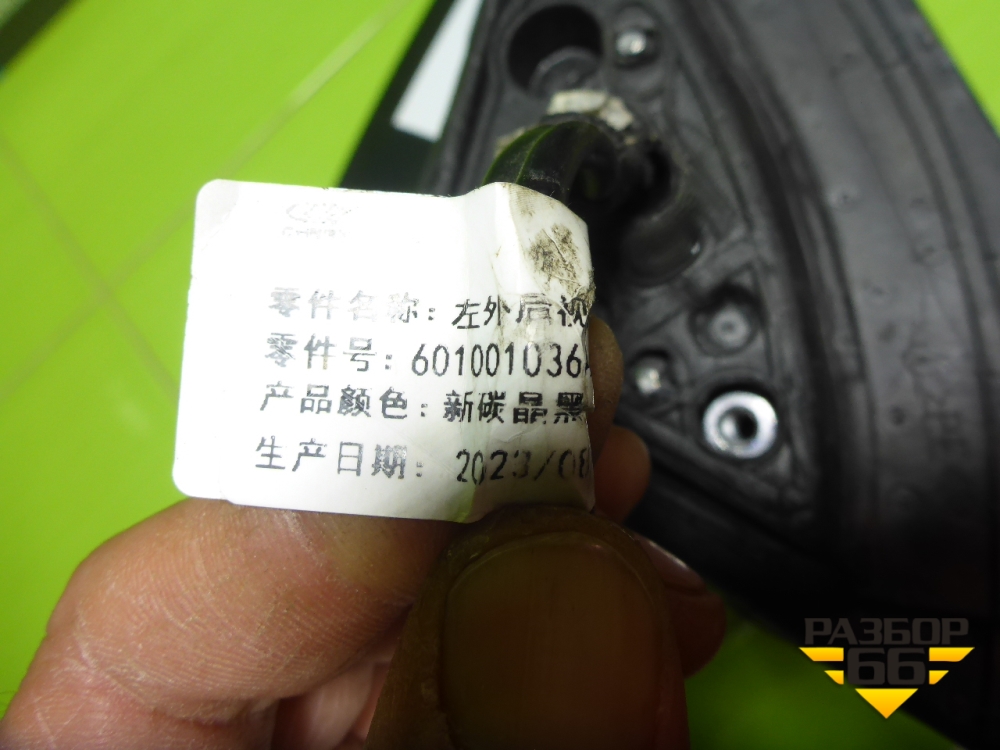 零件名称：左外后视
零件号：601001036
产品颜色：新碳晶黑
生产日期：2023/08
РАЗБОР
66